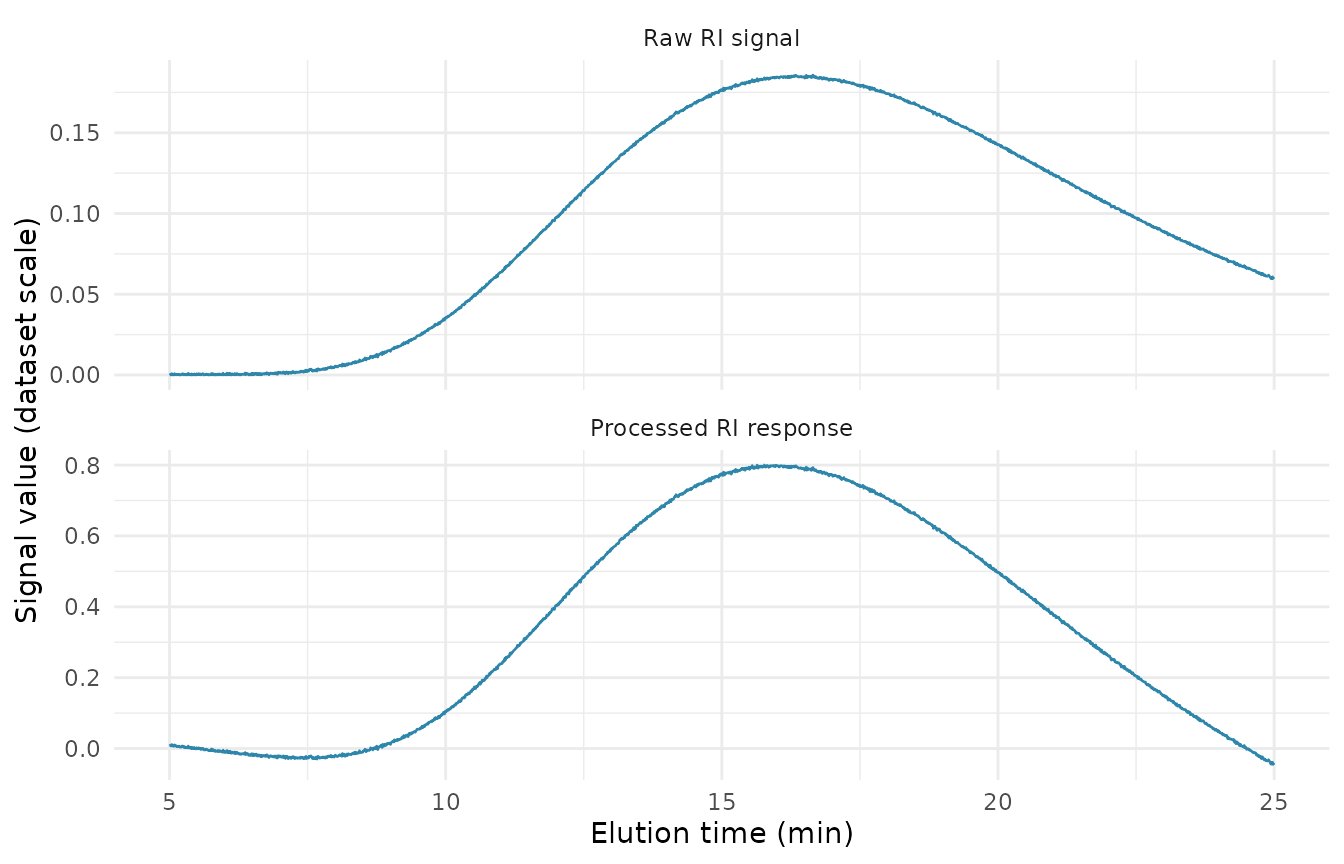 Raw RI signal
0.15
0.10
0.05
0.00
Processed RI response
0.8
0.6
0.4
0.2
0.0
5 10 15 20 25
Elution time (min)
Signal value (dataset scale)